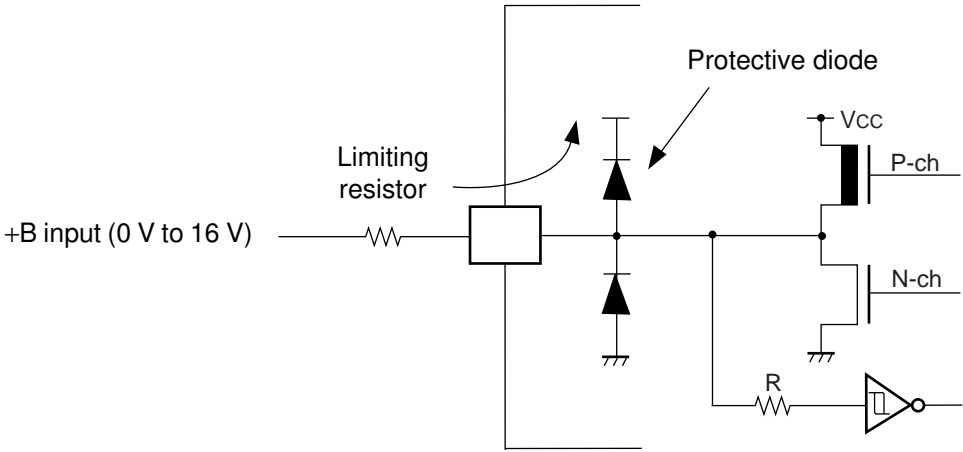 Protective diode
VCC
Limiting
resistor
P-ch
+B input (0 V to 16 V)
N-ch
R